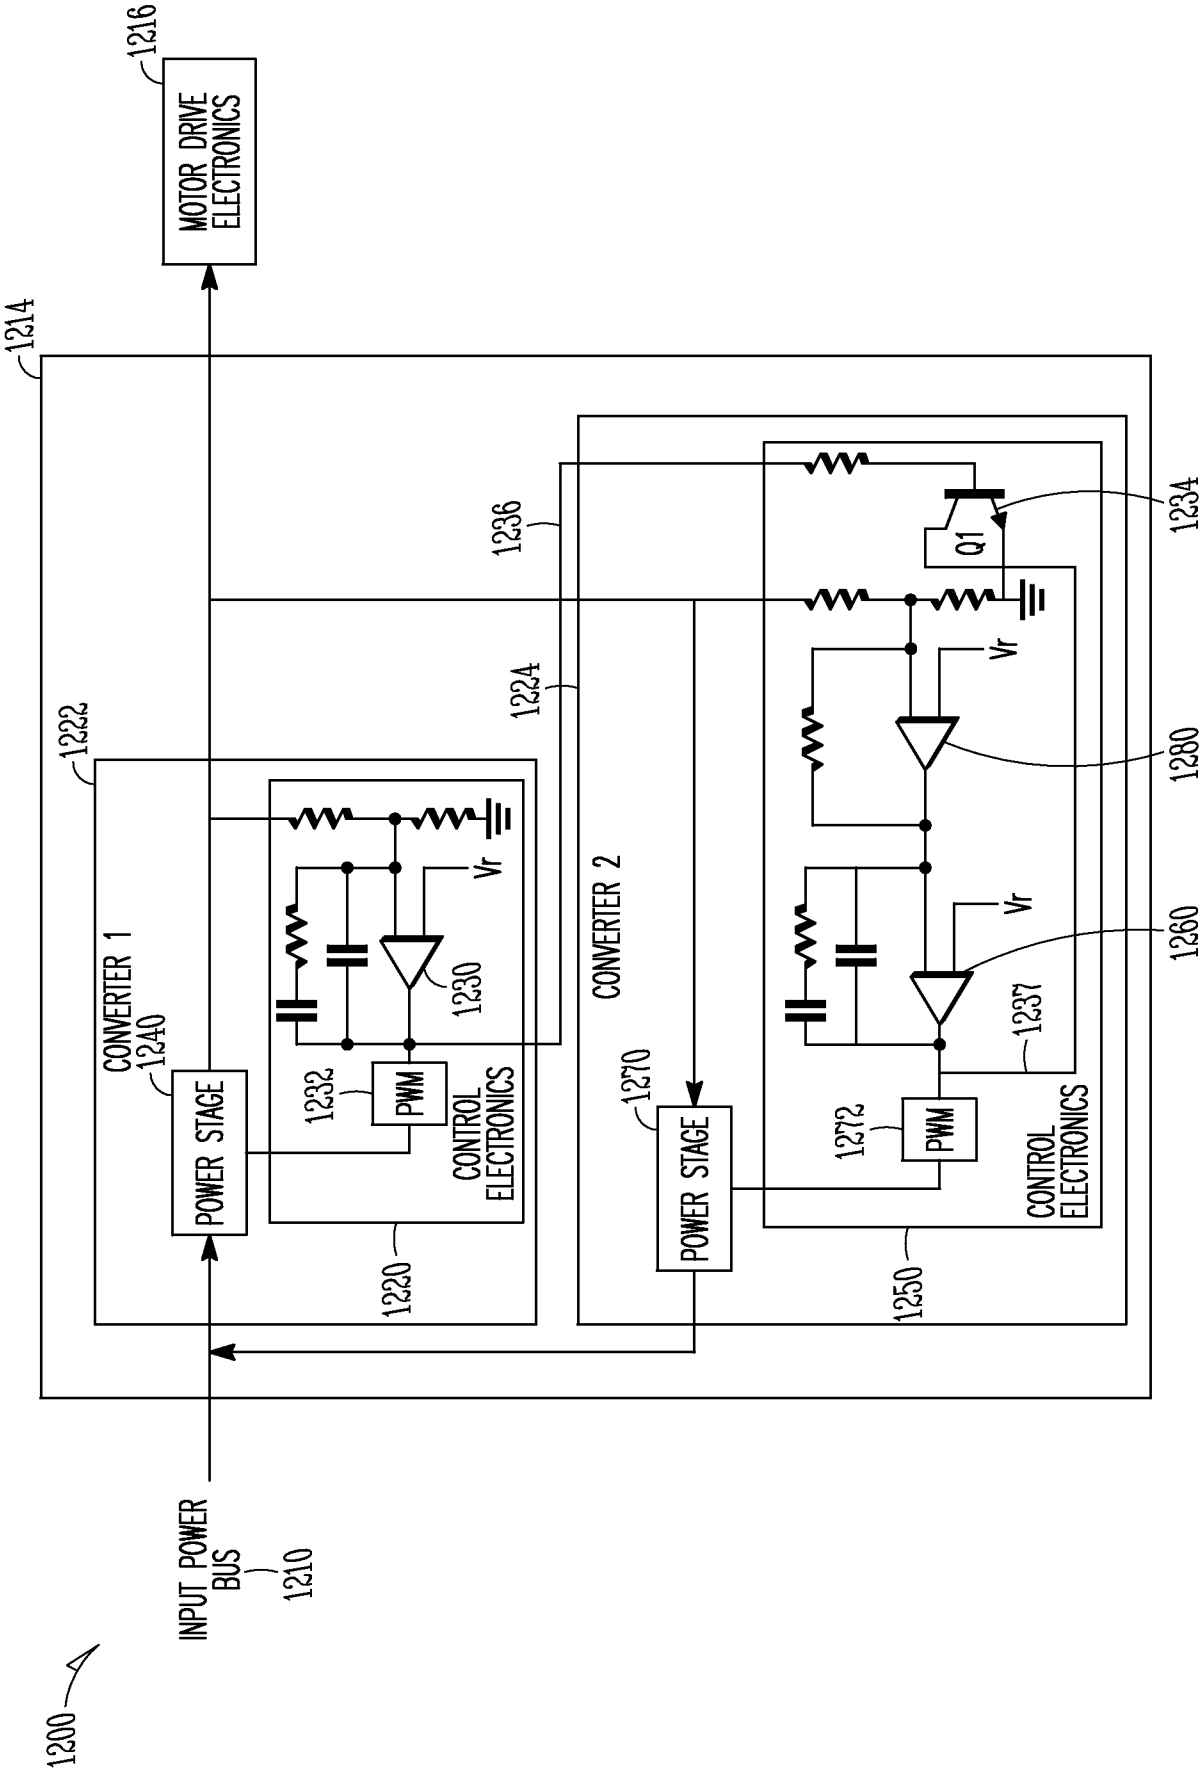 1200
INPUT POWER
BUS
1210
1214
1222
CONVERTER 1
1240
POWER STAGE
1232
PWM
1230
Vr
CONTROL
ELECTRONICS
1220
MOTOR DRIVE
ELECTRONICS
1216
1236
1224
CONVERTER 2
1270
POWER STAGE
1272
PWM
1237
1260
Vr
1280
Vr
Q1
1234
CONTROL
ELECTRONICS
1250